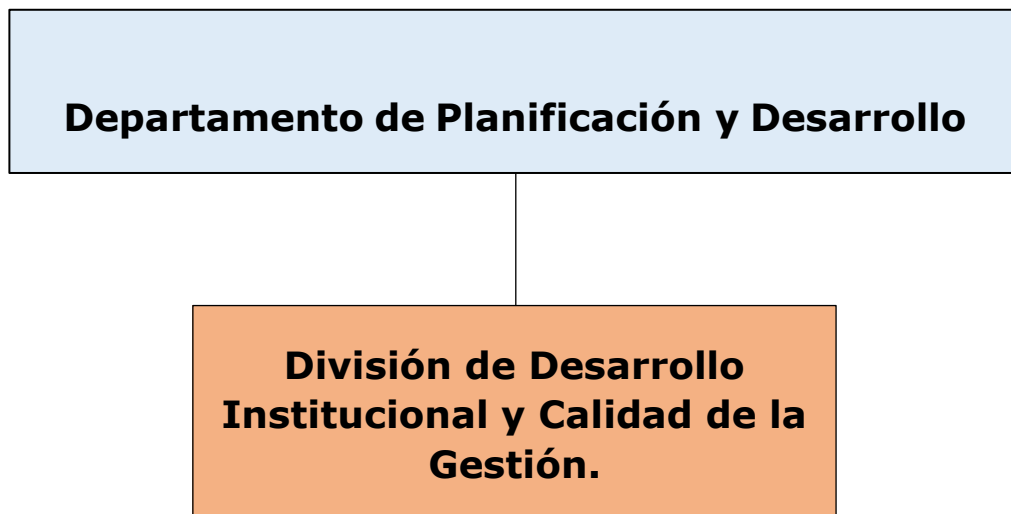 Departamento de Planificación y Desarrollo
División de Desarrollo
Institucional y Calidad de la
Gestión.